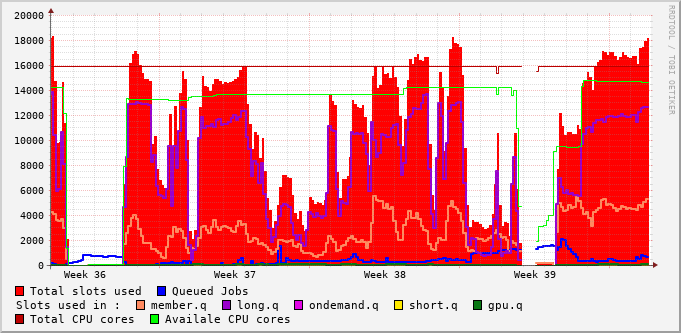 20000
18000
16000
14000
12000
10000
8000
6000
4000
2000
0
Week 36 Week 37 Week 38 Week 39
RRDTOOL / TOBI OETIKER
Total slots used Queued Jobs
Slots used in : member.q long.q ondemand.q short.q gpu.q
Total CPU cores Availale CPU cores